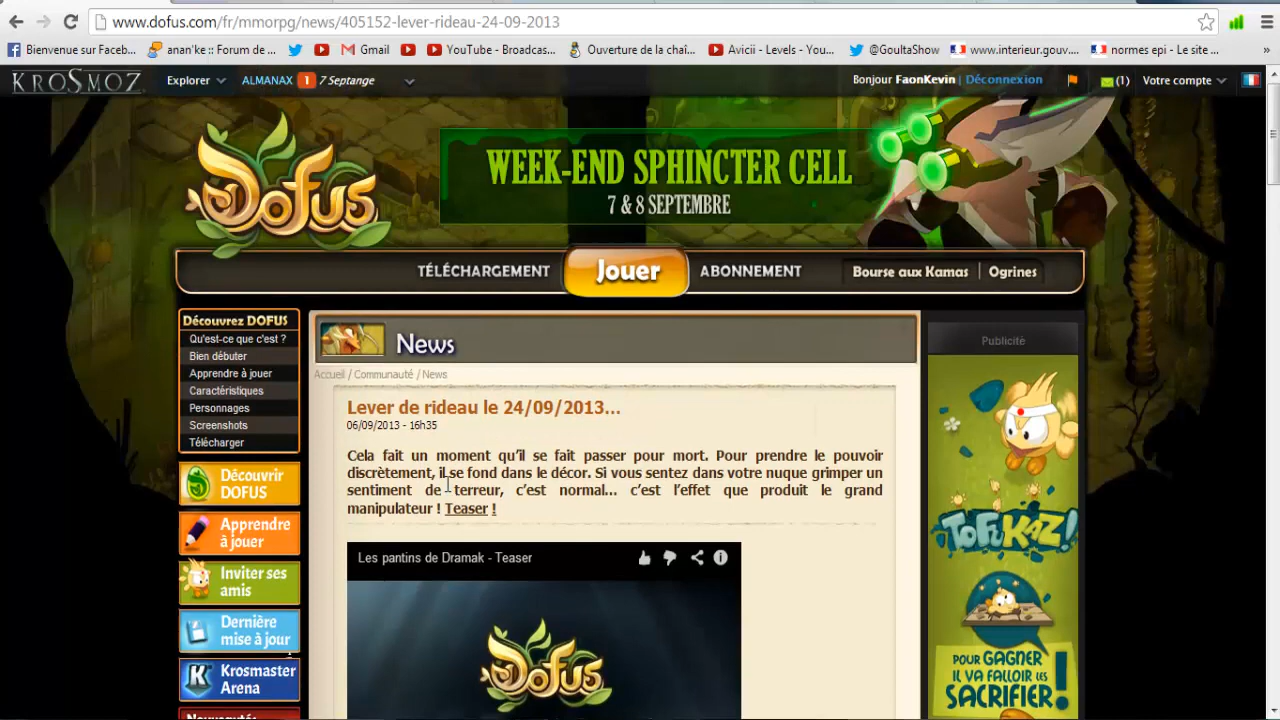 www.dofus.com/fr/mmorpg/news/405152-lever-rideau-24-09-2013
Bienvenue sur Faceb... anan'ke :: Forum de ... Gmail YouTube - Broadcas... Ouverture de la chaî... Avicii - Levels - You... @GoultaShow www.interieur.gouv.... normes epi - Le site ... »
KROSMOZ Explorer ALMANAX 1 7 Septange Bonjour FaonKevin | Déconnexion (1) Votre compte
DOFUS
WEEK-END SPHINCTER CELL
7 & 8 SEPTEMBRE
TÉLÉCHARGEMENT Jouer ABONNEMENT Bourse aux Kamas | Ogrines
Découvrez DOFUS
Qu'est-ce que c'est ?
Bien débuter
Apprendre à jouer
Caractéristiques
Personnages
Screenshots
Télécharger
Découvrir
DOFUS
Apprendre
à jouer
Inviter ses
amis
Dernière
mise à jour
Krosmaster
Arena
Nouveauté
News
Accueil / Communauté / News
Lever de rideau le 24/09/2013...
06/09/2013 - 16h35
Cela fait un moment qu'il se fait passer pour mort. Pour prendre le pouvoir
discrètement, il se fond dans le décor. Si vous sentez dans votre nuque grimper un
sentiment de terreur, c'est normal... c'est l'effet que produit le grand
manipulateur ! Teaser !
Les pantins de Dramak - Teaser
DOFUS
Publicité
TOFUKAZ!
POUR GAGNER
IL VA FALLOIR LES
SACRIFIER!